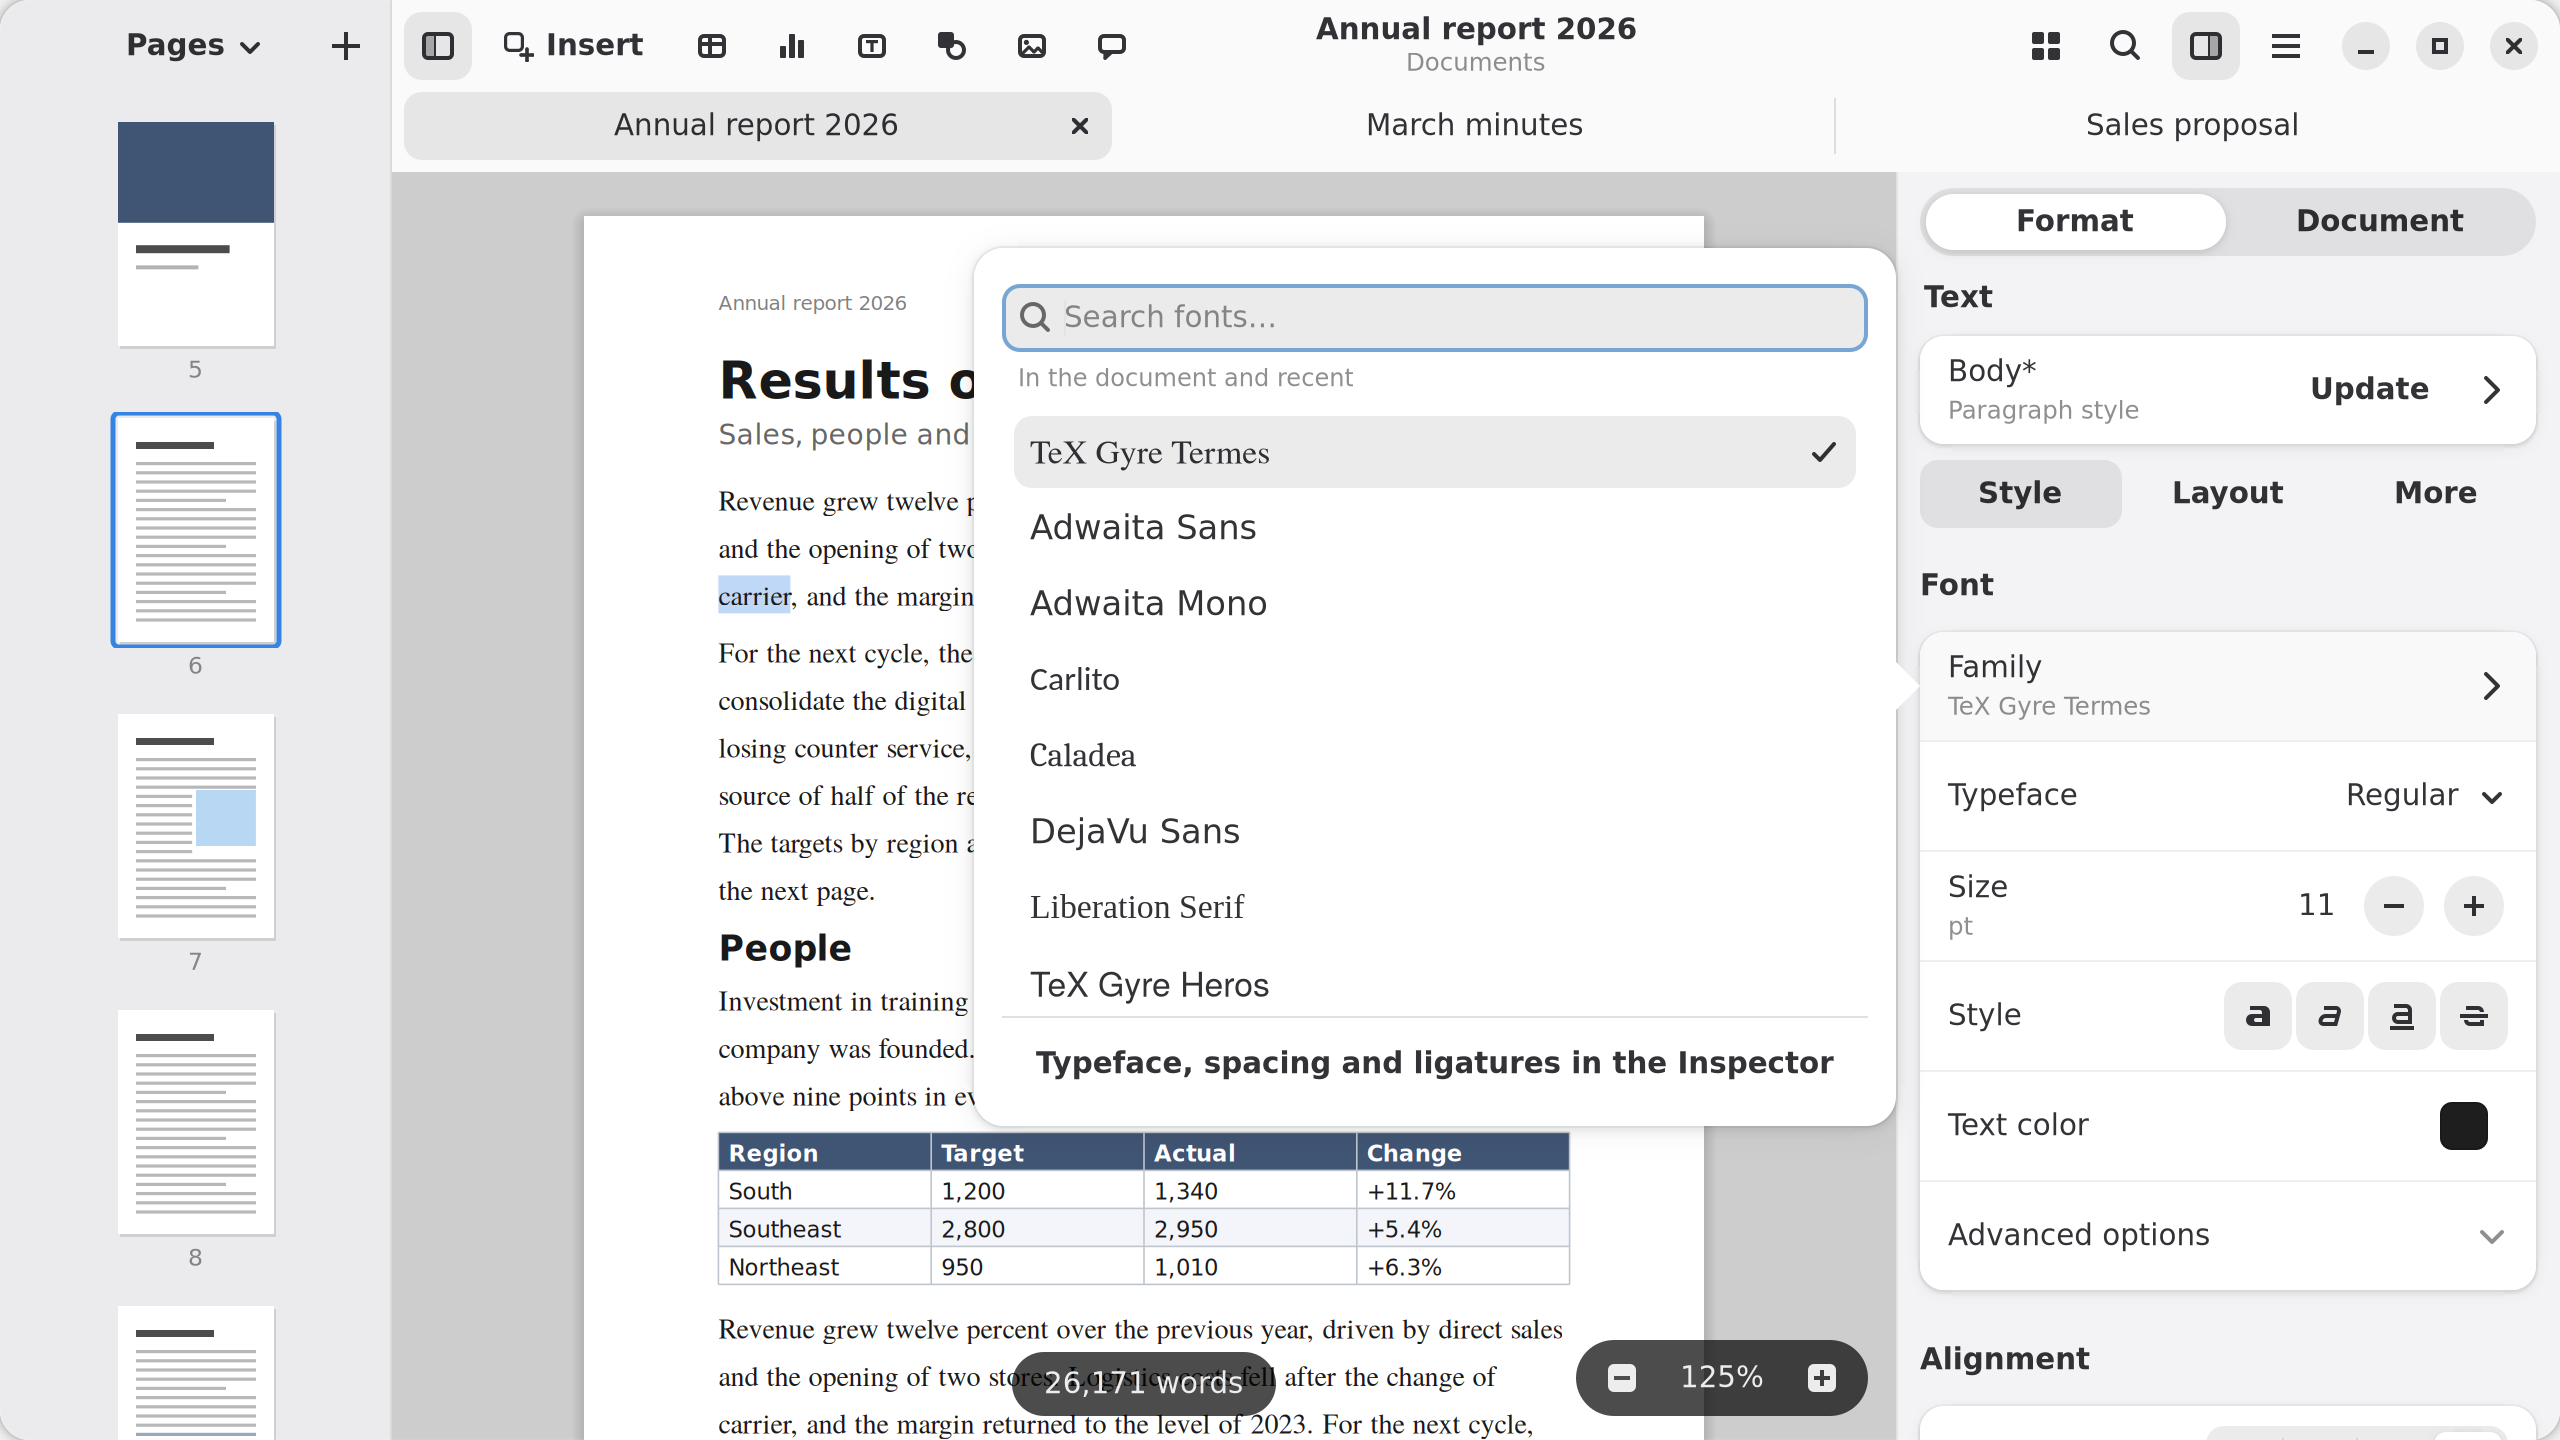 Pages
Insert
Annual report 2026
Documents
Annual report 2026
March minutes
Sales proposal
5
6
7
8
Annual report 2026
Results o
Sales, people and
Revenue grew twelve p
and the opening of two
carrier, and the margin
For the next cycle, the
consolidate the digital
losing counter service,
source of half of the re
The targets by region a
the next page.
People
Investment in training
company was founded.
above nine points in ev
Region Target Actual Change
South 1,200 1,340 +11.7%
Southeast 2,800 2,950 +5.4%
Northeast 950 1,010 +6.3%
Revenue grew twelve percent over the previous year, driven by direct sales
and the opening of two stores. Logistics costs fell after the change of
carrier, and the margin returned to the level of 2023. For the next cycle,
26,171 words
125%
Search fonts...
In the document and recent
TeX Gyre Termes
Adwaita Sans
Adwaita Mono
Carlito
Caladea
DejaVu Sans
Liberation Serif
TeX Gyre Heros
Typeface, spacing and ligatures in the Inspector
Format
Document
Text
Body*
Paragraph style
Update
Style
Layout
More
Font
Family
TeX Gyre Termes
Typeface
Regular
Size
pt
11
Style
a a a S
Text color
Advanced options
Alignment